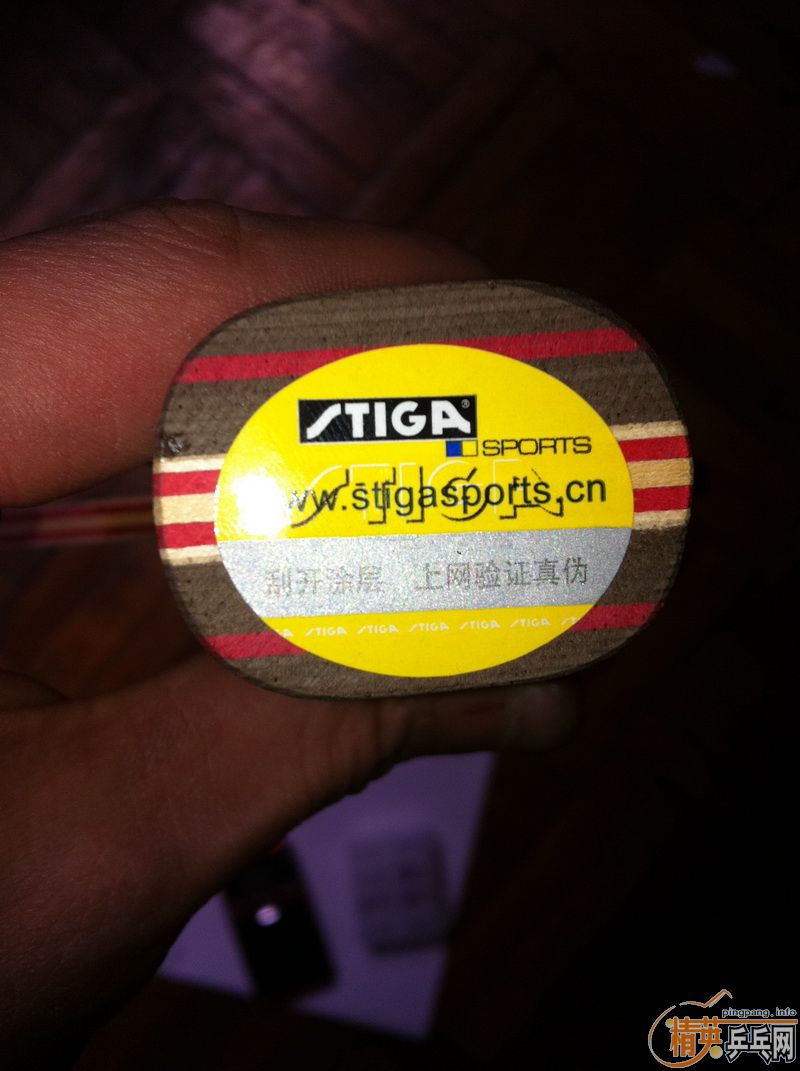 STIGA®
SPORTS
STIGA
ww.stigasports.cn
刮开涂层 上网验证真伪
STIGA STIGA STIGA STIGA STIGA
pingpang.info
精英乒乓网